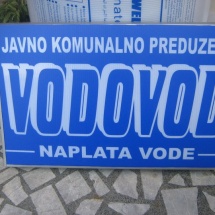 JAVNO KOMUNALNO PREDUZE
VODOVOD
NAPLATA VODE